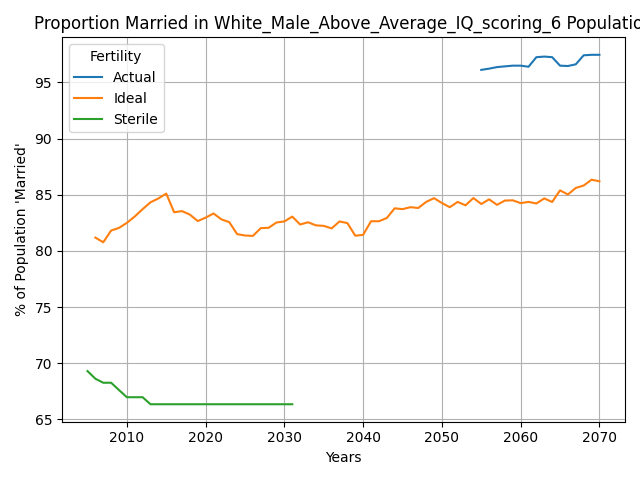 Proportion Married in White_Male_Above_Average_IQ_scoring_6 Populatio
Fertility
Actual
Ideal
Sterile
% of Population 'Married'
95
90
85
80
75
70
65
2010 2020 2030 2040 2050 2060 2070
Years